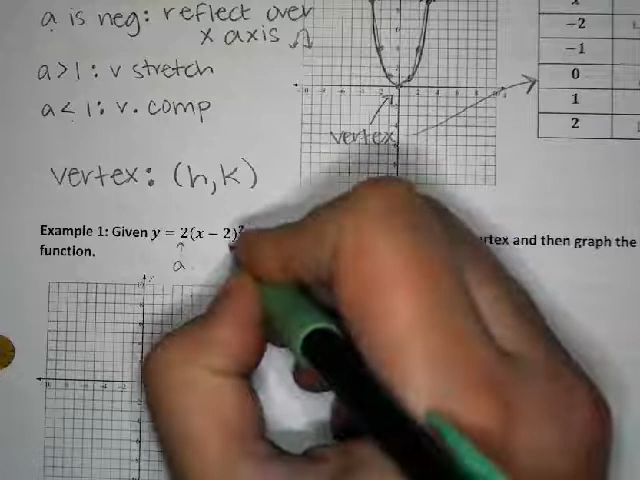 a is neg: reflect over
x axis
a > 1: v stretch
a < 1: v. comp
vertex
vertex: (h, k)
x
-2
-1
0
1
2
Example 1: Given y = 2(x − 2)²
and then graph the
function.
a